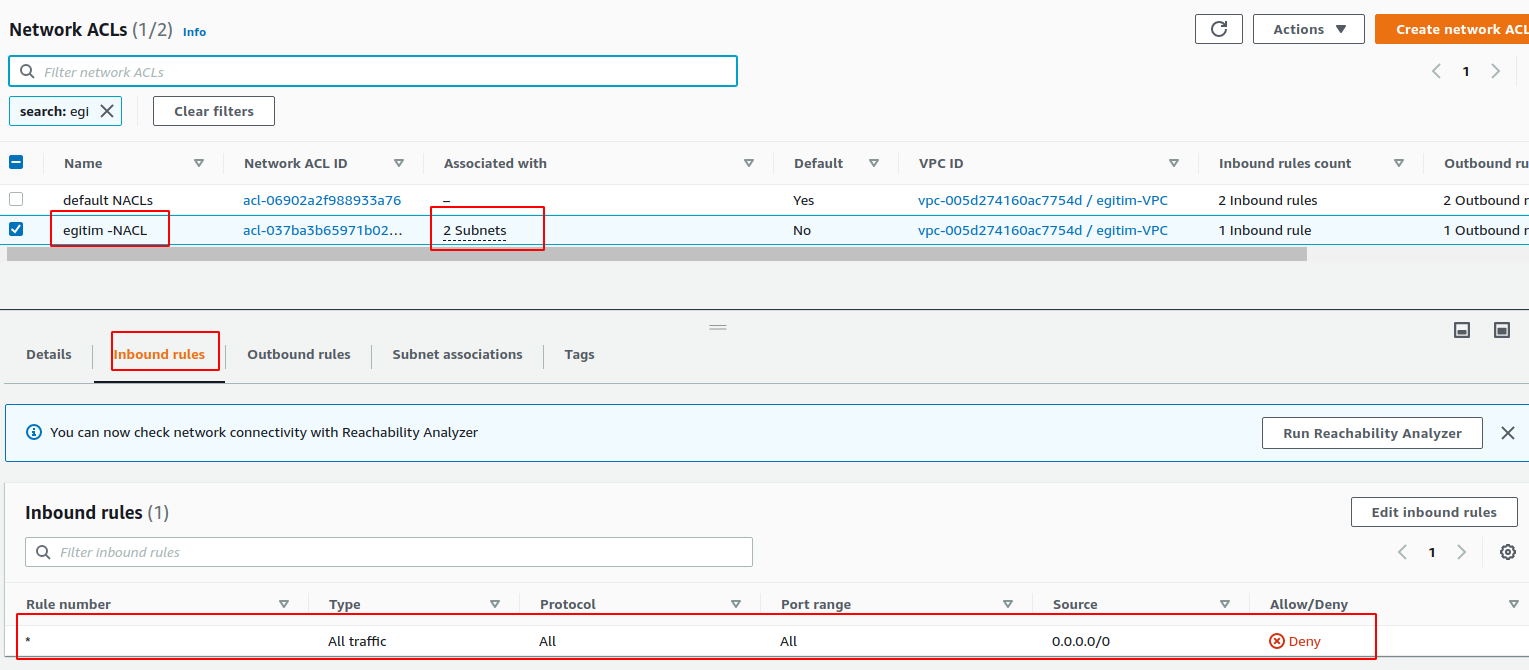 Network ACLs (1/2) Info
Actions
Create network ACL
Filter network ACLs
1
search: egi
Clear filters
Name Network ACL ID Associated with Default VPC ID Inbound rules count Outbound ru
default NACLs acl-06902a2f988933a76 – Yes vpc-005d274160ac7754d / egitim-VPC 2 Inbound rules 2 Outbound r
egitim -NACL acl-037ba3b65971b02... 2 Subnets No vpc-005d274160ac7754d / egitim-VPC 1 Inbound rule 1 Outbound r
Details Inbound rules Outbound rules Subnet associations Tags
You can now check network connectivity with Reachability Analyzer
Run Reachability Analyzer
Inbound rules (1)
Edit inbound rules
Filter inbound rules
1
Rule number Type Protocol Port range Source Allow/Deny
* All traffic All All 0.0.0.0/0 Deny